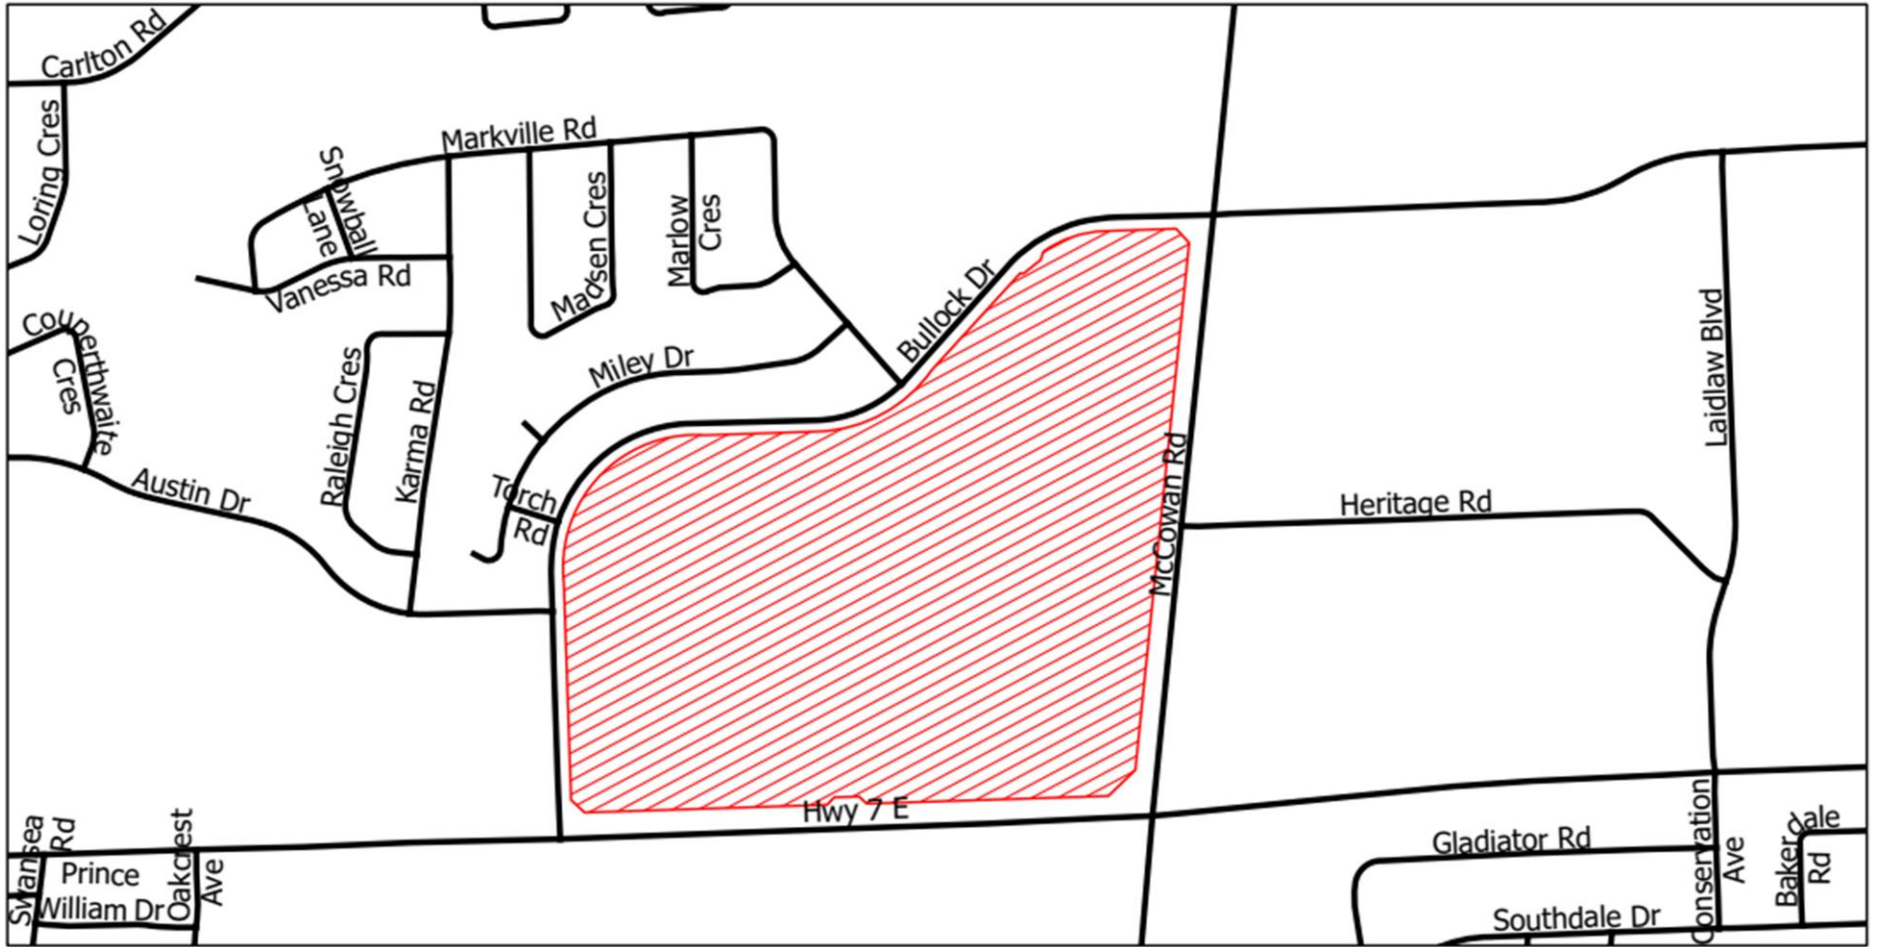 Carlton Rd
Loring Cres
Markville Rd
Snowball
Lane
Vanessa Rd
Madsen Cres
Marlow
Cres
Bullock Dr
Miley Dr
Couperthwaite
Cres
Raleigh Cres
Karma Rd
Austin Dr
Torch
Rd
McCowan Rd
Heritage Rd
Laidlaw Blvd
Hwy 7 E
Swansea
Rd
Prince
William Dr
Oakcrest
Ave
Gladiator Rd
Southdale Dr
Conservation
Ave
Bakerdale
Rd